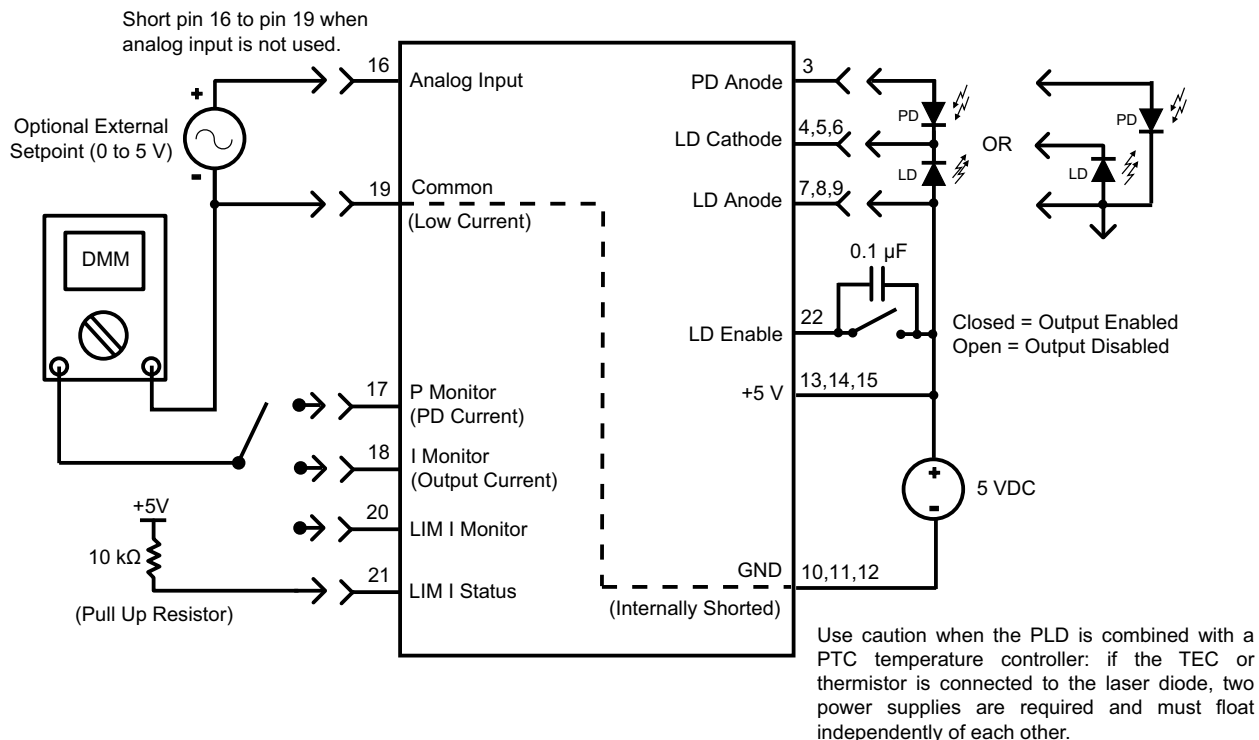 Short pin 16 to pin 19 when
analog input is not used.
16
Analog Input
+
Optional External
Setpoint (0 to 5 V)
-
19
Common
(Low Current)
DMM
17
P Monitor
(PD Current)
18
I Monitor
(Output Current)
20
LIM I Monitor
+5V
10 kΩ
21
LIM I Status
(Pull Up Resistor)
PD Anode
3
PD
LD Cathode
4,5,6
LD
LD Anode
7,8,9
OR
PD
LD
0.1 µF
LD Enable
22
Closed = Output Enabled
Open = Output Disabled
+5 V
13,14,15
+
5 VDC
-
GND
10,11,12
(Internally Shorted)
Use caution when the PLD is combined with a
PTC temperature controller: if the TEC or
thermistor is connected to the laser diode, two
power supplies are required and must float
independently of each other.